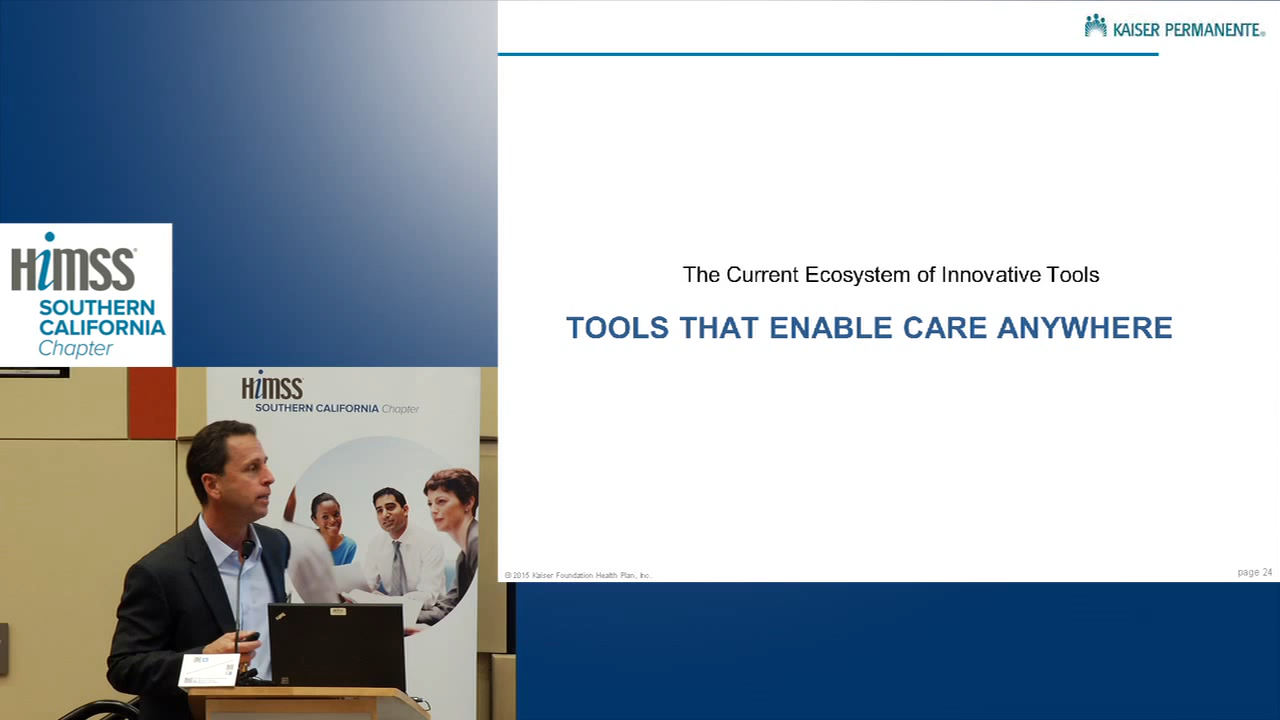 KAISER PERMANENTE®
The Current Ecosystem of Innovative Tools
TOOLS THAT ENABLE CARE ANYWHERE
© 2015 Kaiser Foundation Health Plan, Inc.
page 24
HiMSS®
SOUTHERN
CALIFORNIA
Chapter
HiMSS
SOUTHERN CALIFORNIA Chapter